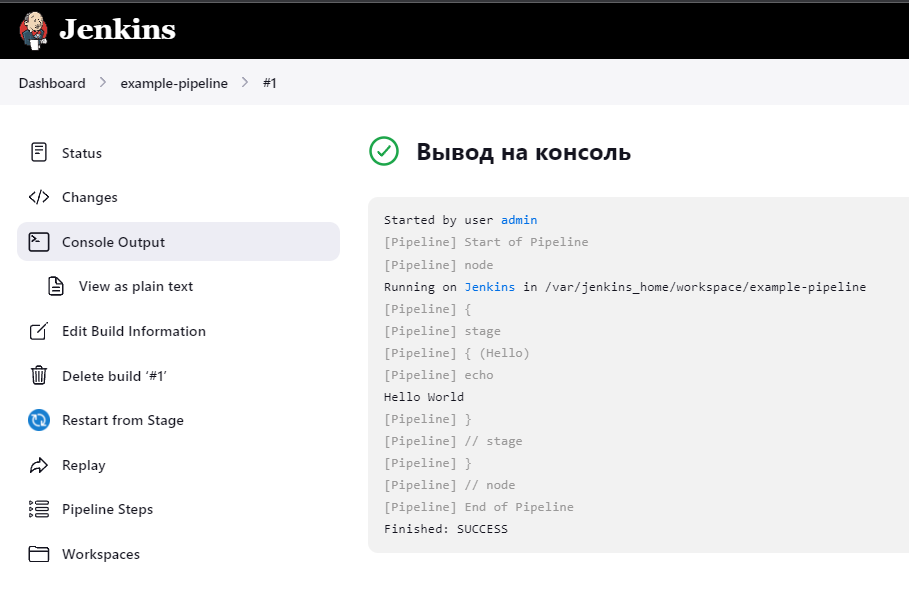 Jenkins
Dashboard > example-pipeline > #1
Status
Changes
Console Output
View as plain text
Edit Build Information
Delete build ‘#1’
Restart from Stage
Replay
Pipeline Steps
Workspaces
Вывод на консоль
Started by user admin
[Pipeline] Start of Pipeline
[Pipeline] node
Running on Jenkins in /var/jenkins_home/workspace/example-pipeline
[Pipeline] {
[Pipeline] stage
[Pipeline] { (Hello)
[Pipeline] echo
Hello World
[Pipeline] }
[Pipeline] // stage
[Pipeline] }
[Pipeline] // node
[Pipeline] End of Pipeline
Finished: SUCCESS